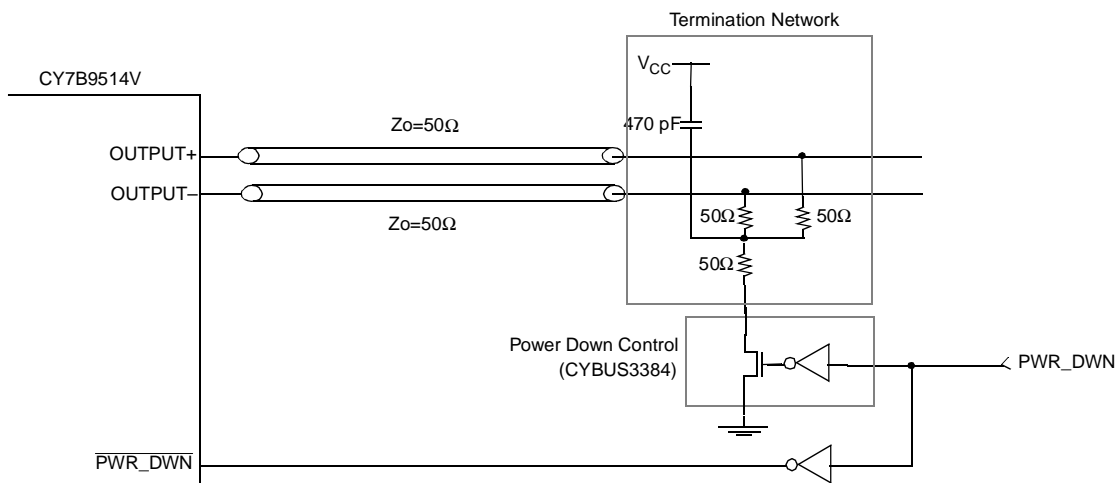 Termination Network
V_CC
CY7B9514V
470 pF
Zo=50Ω
OUTPUT+
OUTPUT–
50Ω
50Ω
Zo=50Ω
50Ω
Power Down Control
(CYBUS3384)
PWR_DWN
PWR_DWN